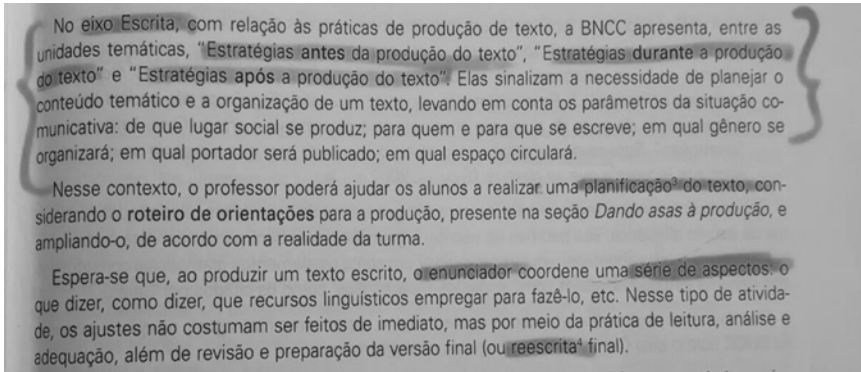 No eixo Escrita, com relação às práticas de produção de texto, a BNCC apresenta, entre as
unidades temáticas, "Estratégias antes da produção do texto", "Estratégias durante a produção
do texto" e "Estratégias após a produção do texto". Elas sinalizam a necessidade de planejar o
conteúdo temático e a organização de um texto, levando em conta os parâmetros da situação co-
municativa: de que lugar social se produz; para quem e para que se escreve; em qual gênero se
organizará; em qual portador será publicado; em qual espaço circulará.
Nesse contexto, o professor poderá ajudar os alunos a realizar uma planificação³ do texto, con-
siderando o roteiro de orientações para a produção, presente na seção Dando asas à produção, e
ampliando-o, de acordo com a realidade da turma.
Espera-se que, ao produzir um texto escrito, o enunciador coordene uma série de aspectos: o
que dizer, como dizer, que recursos linguísticos empregar para fazê-lo, etc. Nesse tipo de ativida-
de, os ajustes não costumam ser feitos de imediato, mas por meio da prática de leitura, análise e
adequação, além de revisão e preparação da versão final (ou reescrita⁴ final).